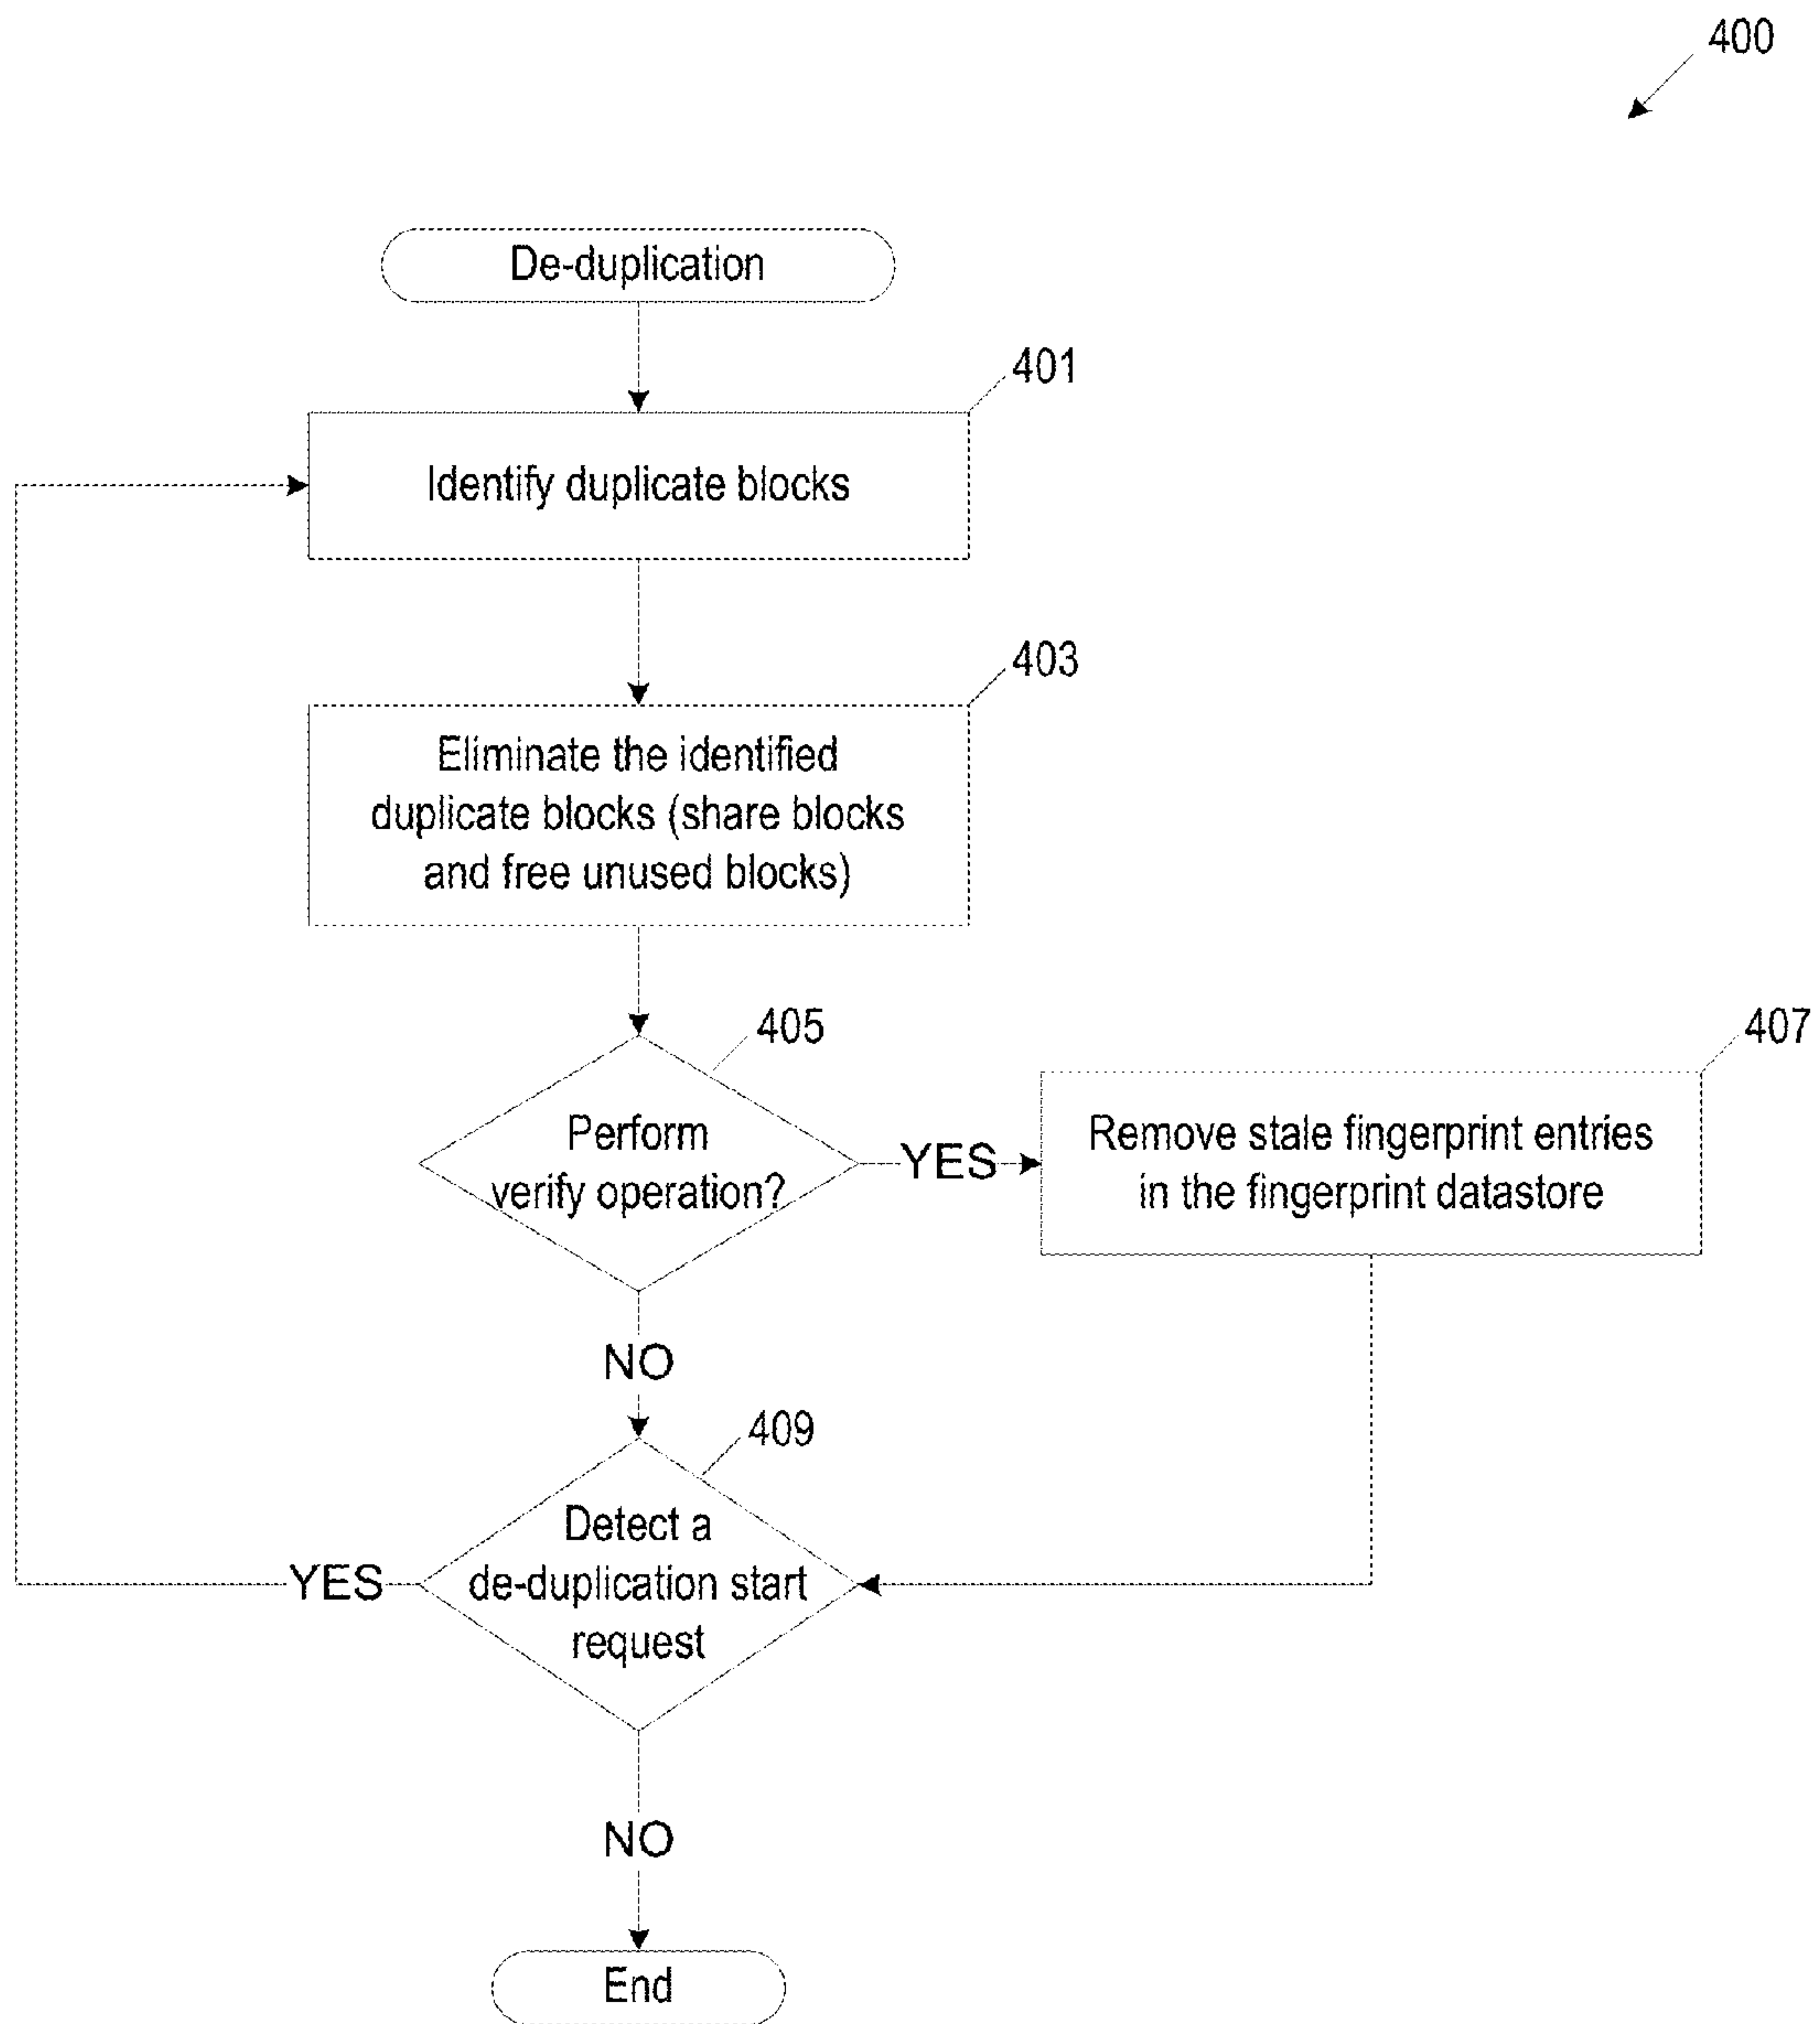 400
De-duplication
401
Identify duplicate blocks
403
Eliminate the identified
duplicate blocks (share blocks
and free unused blocks)
405
Perform
verify operation?
YES
407
Remove stale fingerprint entries
in the fingerprint datastore
NO
409
Detect a
de-duplication start
request
YES
NO
End